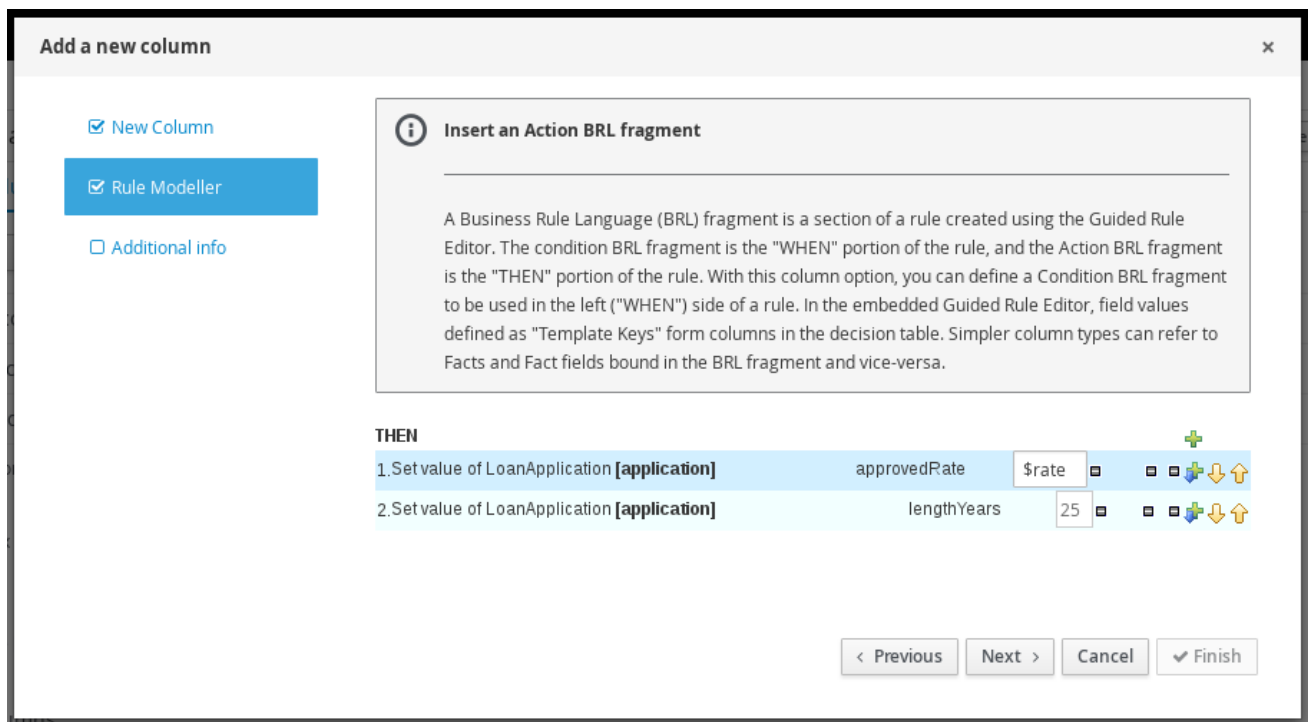 Add a new column
×
New Column
Rule Modeller
Additional info
Insert an Action BRL fragment
A Business Rule Language (BRL) fragment is a section of a rule created using the Guided Rule
Editor. The condition BRL fragment is the "WHEN" portion of the rule, and the Action BRL fragment
is the "THEN" portion of the rule. With this column option, you can define a Condition BRL fragment
to be used in the left ("WHEN") side of a rule. In the embedded Guided Rule Editor, field values
defined as "Template Keys" form columns in the decision table. Simpler column types can refer to
Facts and Fact fields bound in the BRL fragment and vice-versa.
THEN
1. Set value of LoanApplication [application] approvedRate $rate
2. Set value of LoanApplication [application] lengthYears 25
< Previous Next > Cancel Finish